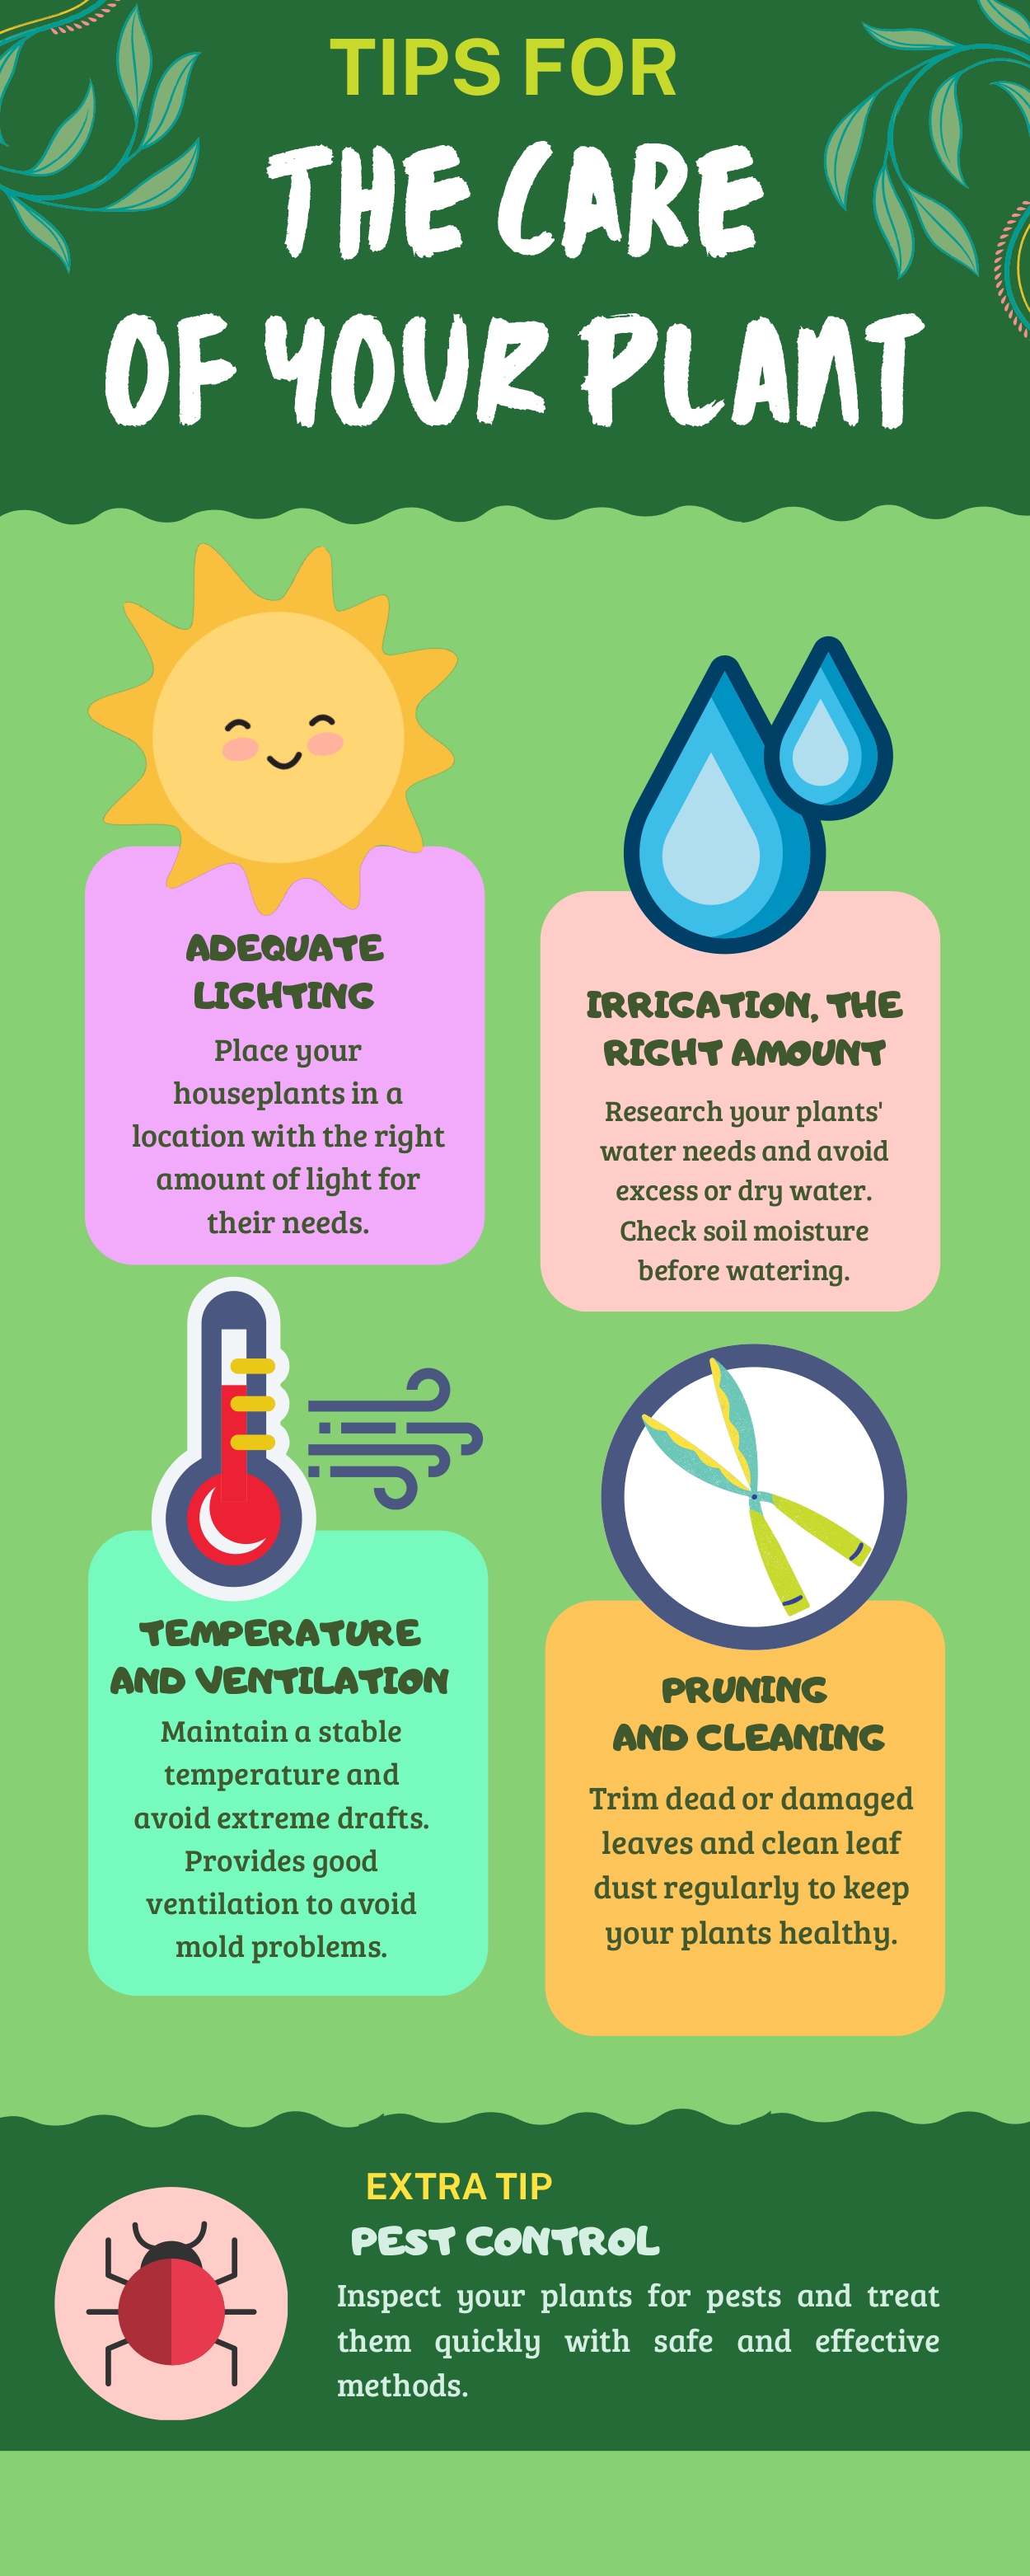 TIPS FOR
THE CARE
OF YOUR PLANT
ADEQUATE
LIGHTING
Place your
houseplants in a
location with the right
amount of light for
their needs.
IRRIGATION, THE
RIGHT AMOUNT
Research your plants'
water needs and avoid
excess or dry water.
Check soil moisture
before watering.
TEMPERATURE
AND VENTILATION
Maintain a stable
temperature and
avoid extreme drafts.
Provides good
ventilation to avoid
mold problems.
PRUNING
AND CLEANING
Trim dead or damaged
leaves and clean leaf
dust regularly to keep
your plants healthy.
EXTRA TIP
PEST CONTROL
Inspect your plants for pests and treat
them quickly with safe and effective
methods.